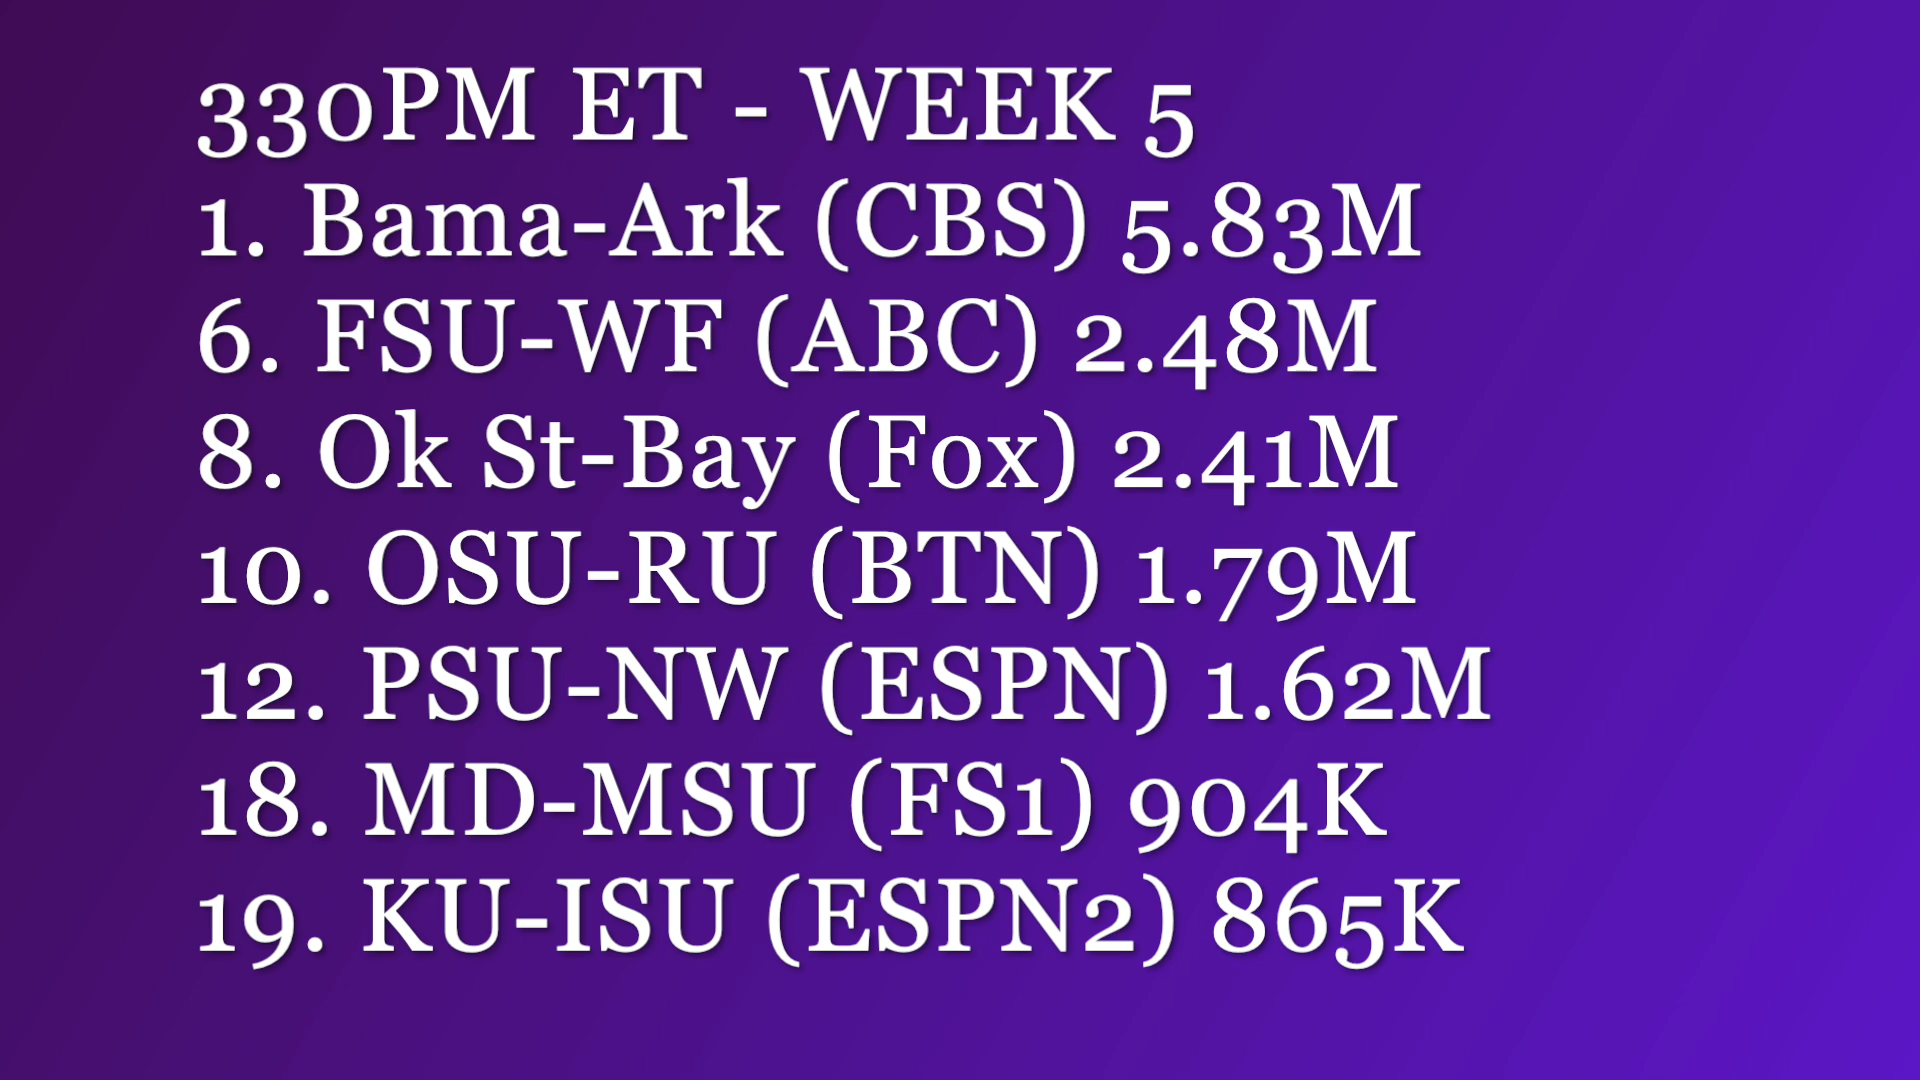 330PM ET - WEEK 5
1. Bama-Ark (CBS) 5.83M
6. FSU-WF (ABC) 2.48M
8. Ok St-Bay (Fox) 2.41M
10. OSU-RU (BTN) 1.79M
12. PSU-NW (ESPN) 1.62M
18. MD-MSU (FS1) 904K
19. KU-ISU (ESPN2) 865K